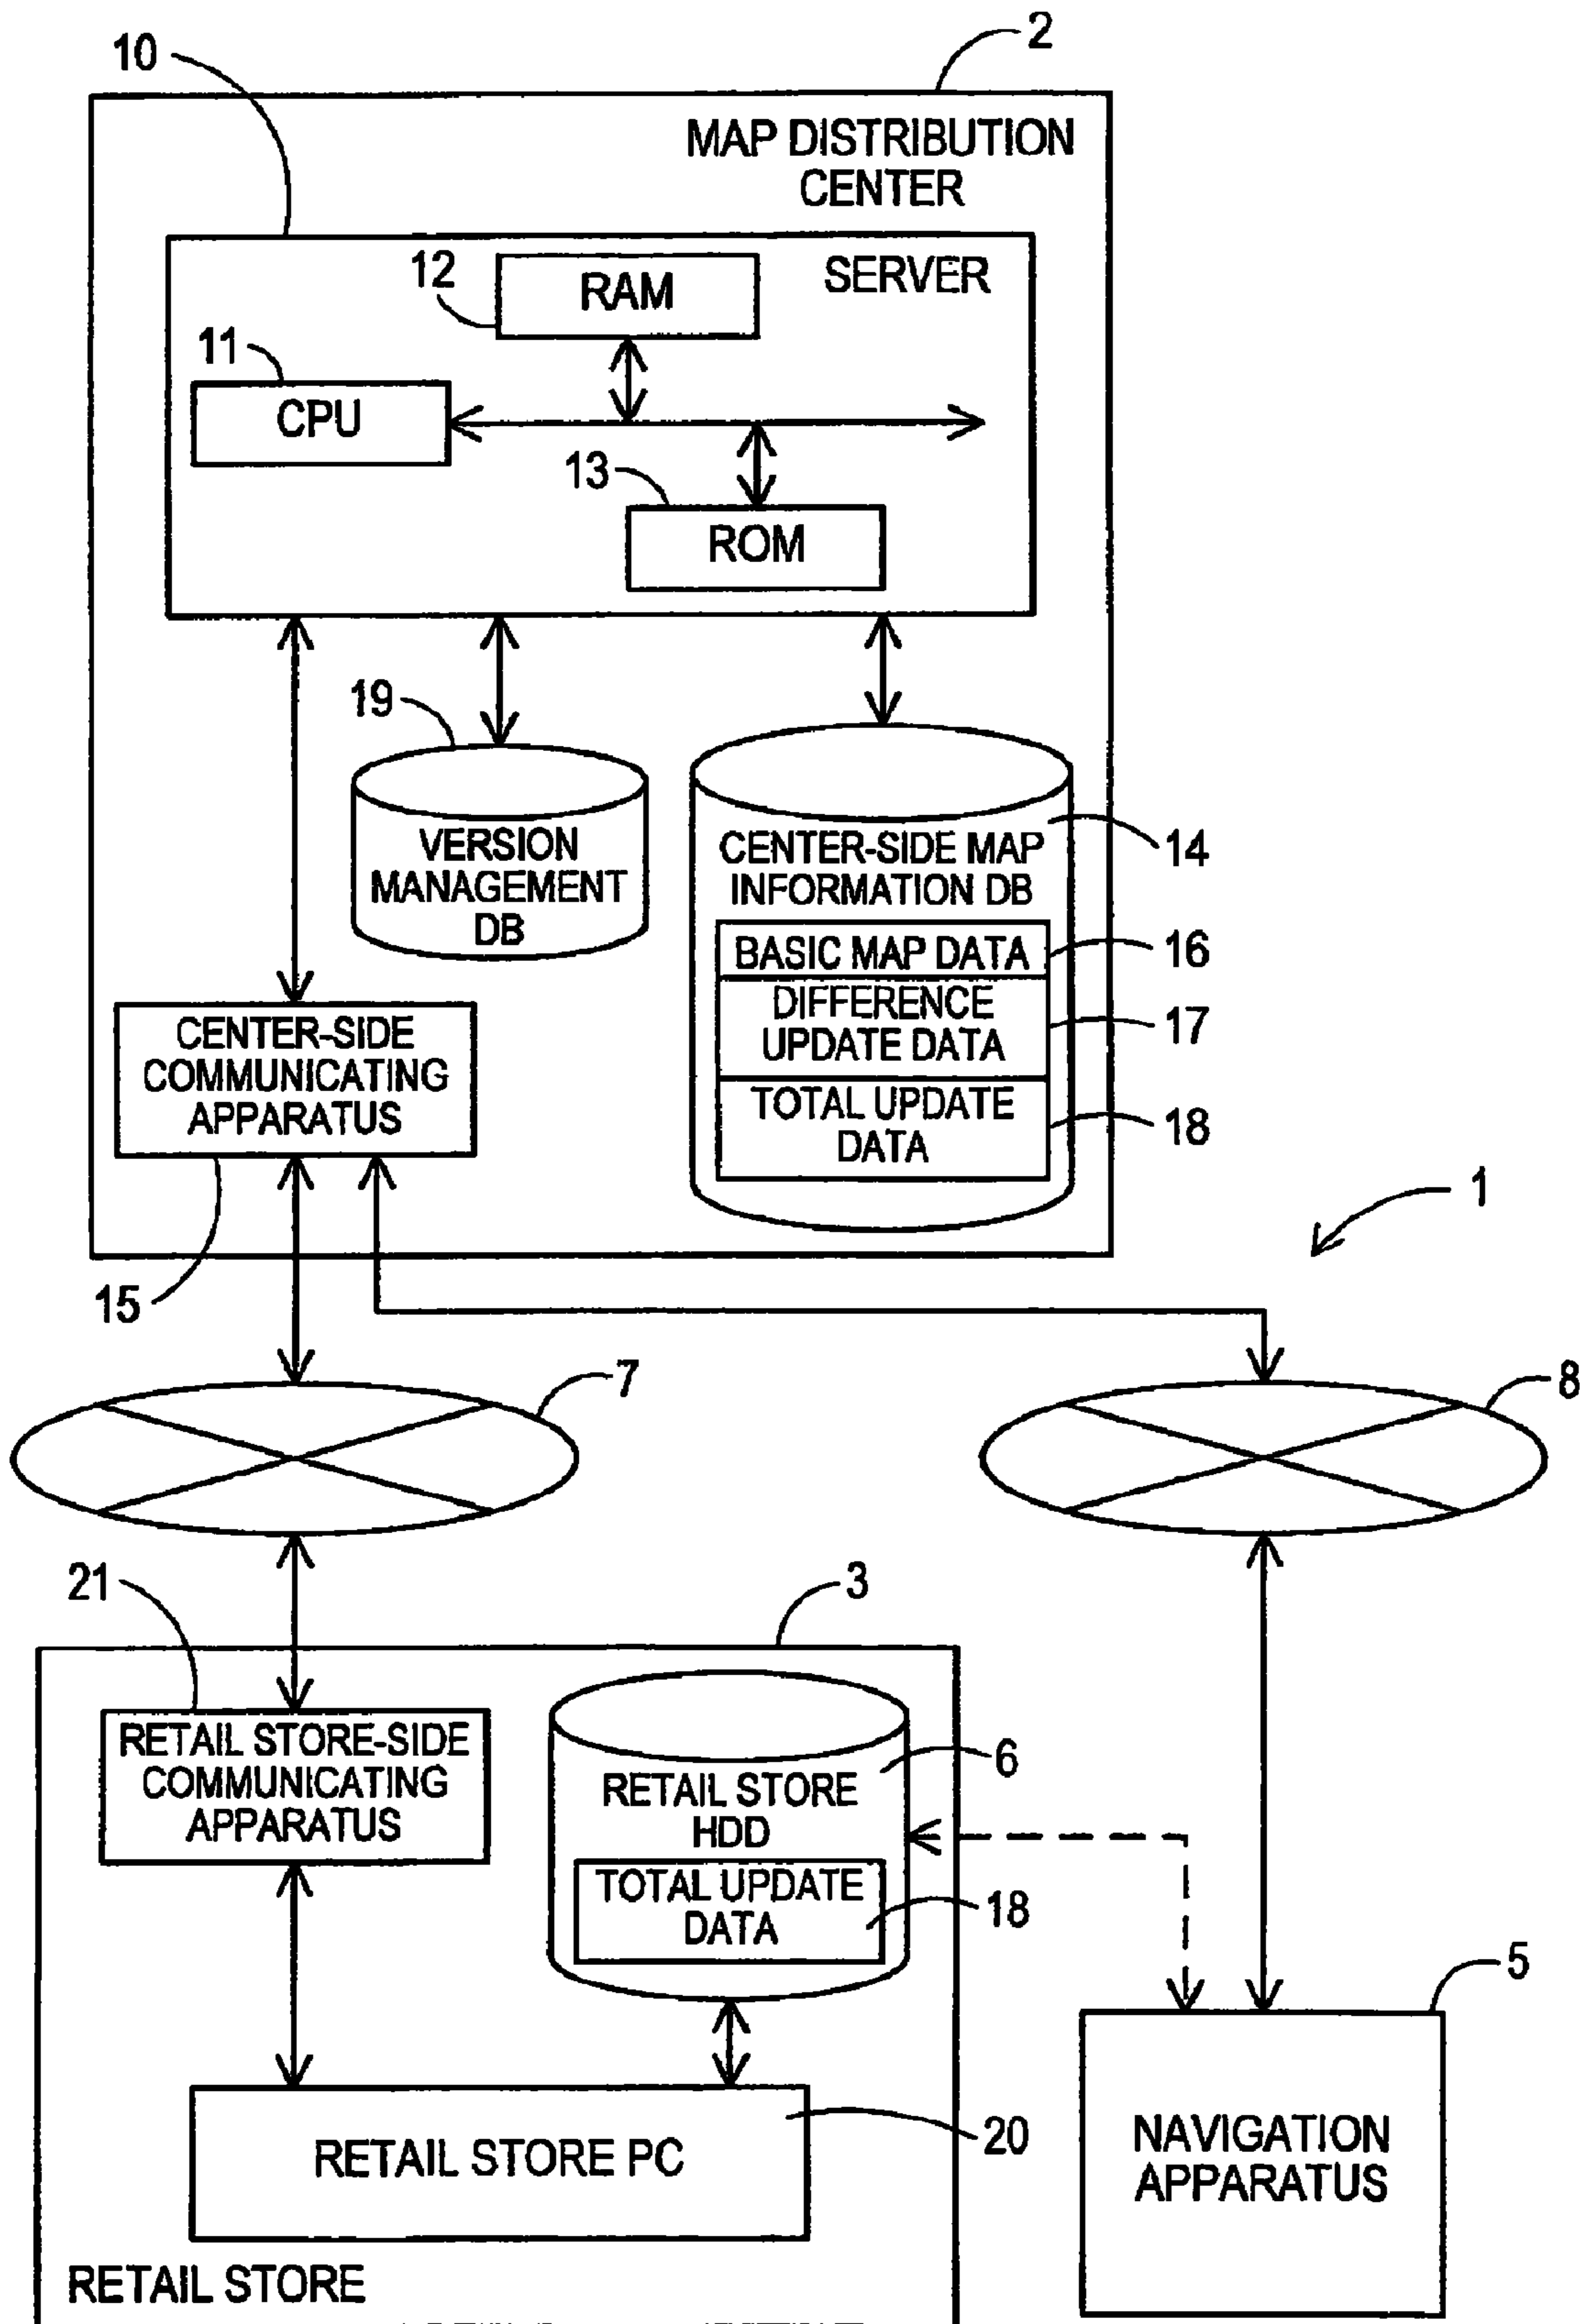 2
10
MAP DISTRIBUTION
CENTER
12
RAM
SERVER
11
CPU
13
ROM
19
VERSION
MANAGEMENT
DB
CENTER-SIDE MAP
INFORMATION DB
14
BASIC MAP DATA
16
DIFFERENCE
UPDATE DATA
17
TOTAL UPDATE
DATA
18
CENTER-SIDE
COMMUNICATING
APPARATUS
15
1
7
8
21
3
RETAIL STORE-SIDE
COMMUNICATING
APPARATUS
RETAIL STORE
HDD
6
TOTAL UPDATE
DATA
18
5
RETAIL STORE PC
20
NAVIGATION
APPARATUS
RETAIL STORE